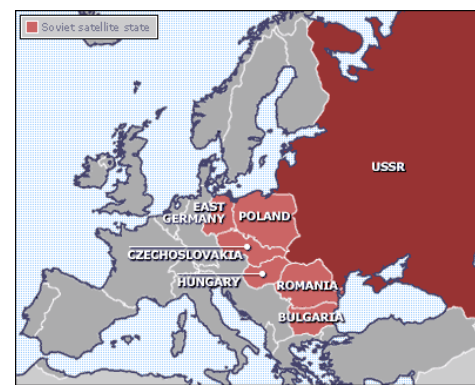 Soviet satellite state
USSR
EAST
GERMANY
POLAND
CZECHOSLOVAKIA
HUNGARY
ROMANIA
BULGARIA